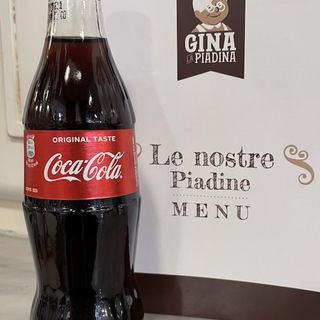 GINA
LA PIADINA
Le nostre
Piadine
MENU
ORIGINAL TASTE
Coca-Cola